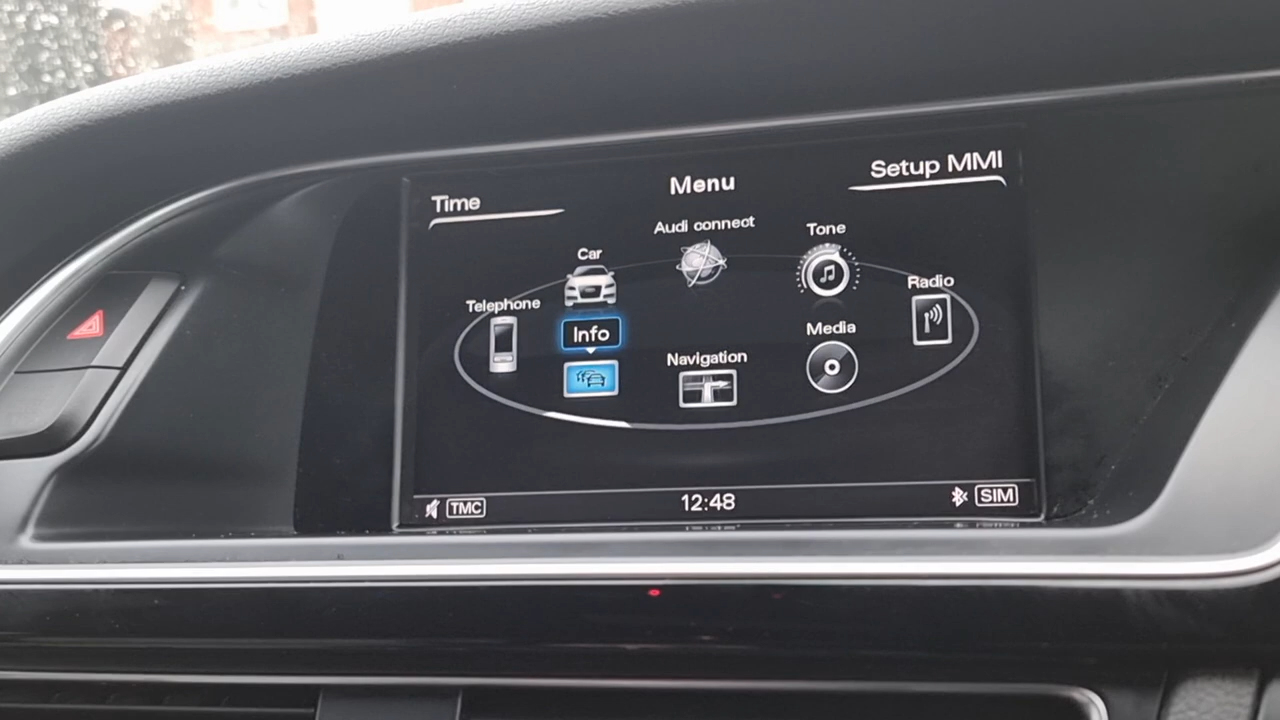 Setup MMI
Menu
Time
Audi connect
Tone
Car
Radio
Telephone
Info
Media
Navigation
TMC
12:48
SIM